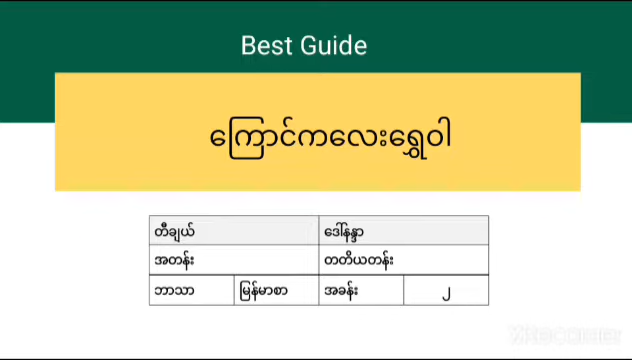 Best Guide
ကြောင်ကလေးရွှေဝါ
တီချယ် ဒေါ်နန္ဒာ
အတန်း တတိယတန်း
ဘာသာ မြန်မာစာ အခန်း ၂